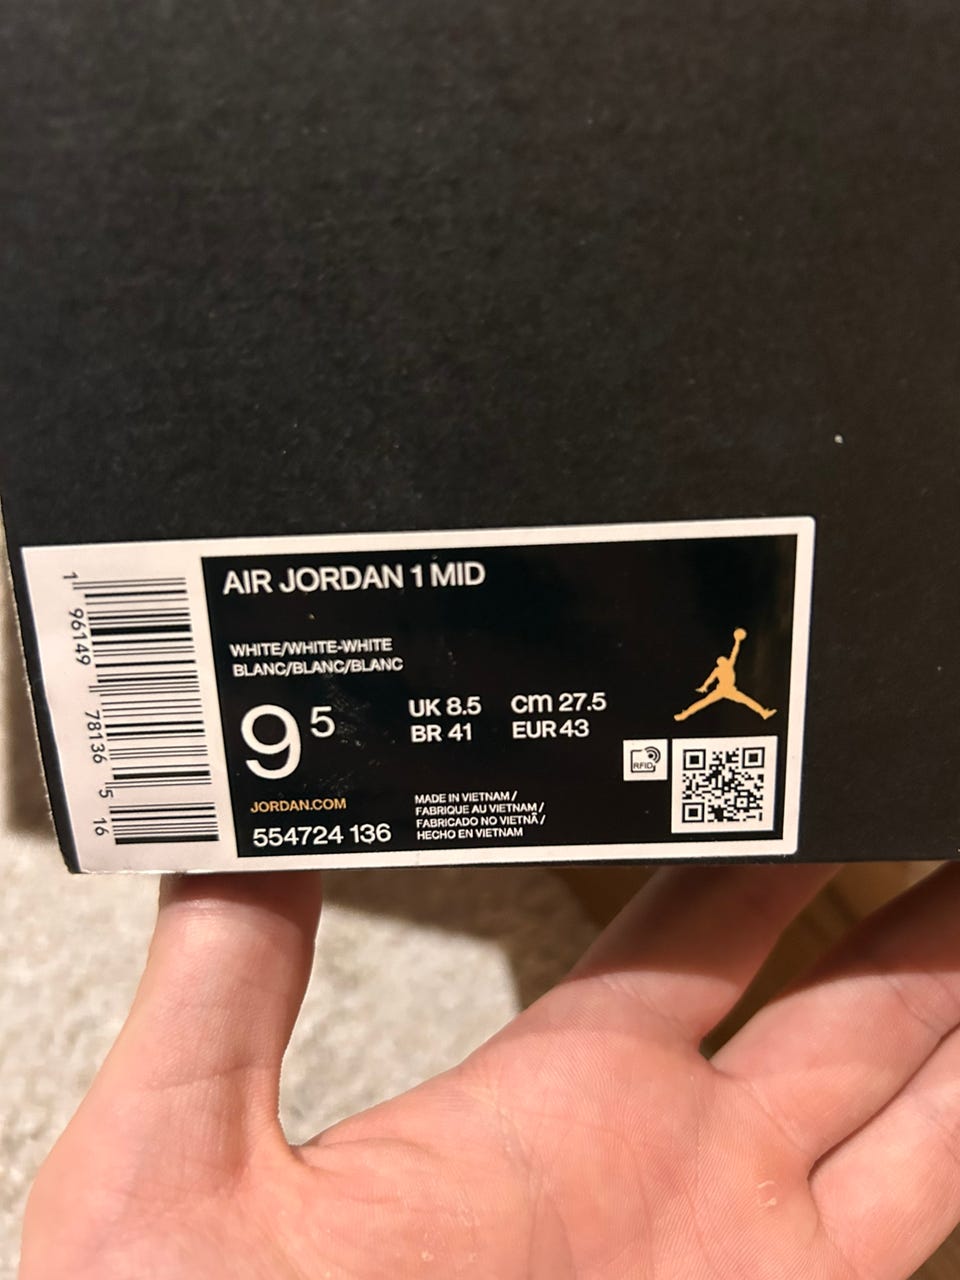 AIR JORDAN 1 MID
WHITE/WHITE-WHITE
BLANC/BLANC/BLANC
9 5
UK 8.5 cm 27.5
BR 41 EUR 43
JORDAN.COM
554724 136
MADE IN VIETNAM /
FABRIQUE AU VIETNAM /
FABRICADO NO VIETNÃ /
HECHO EN VIETNAM
RFID
1 96149 78136 5 16